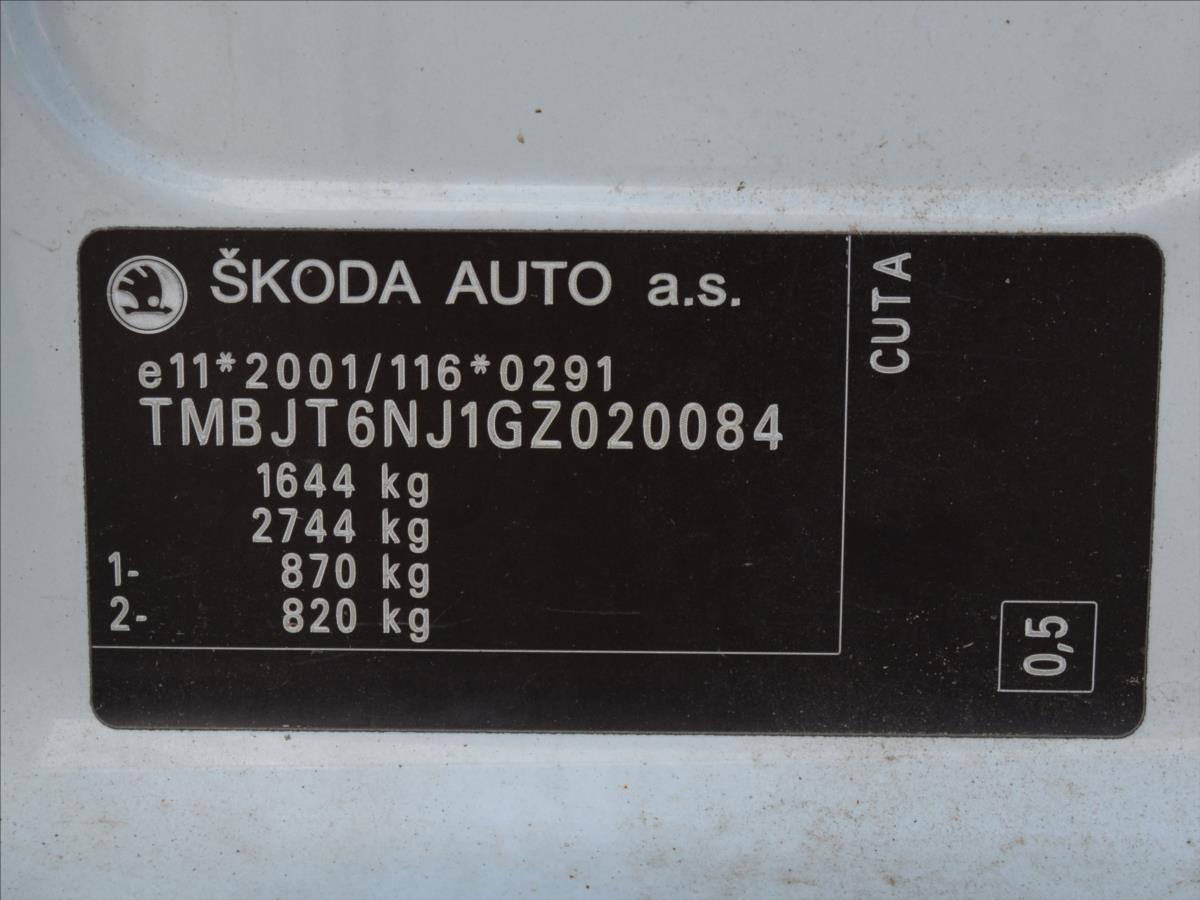 ŠKODA AUTO a.s.
e11*2001/116*0291
TMBJT6NJ1GZ020084
1644 kg
2744 kg
1- 870 kg
2- 820 kg
CUTA
0,5